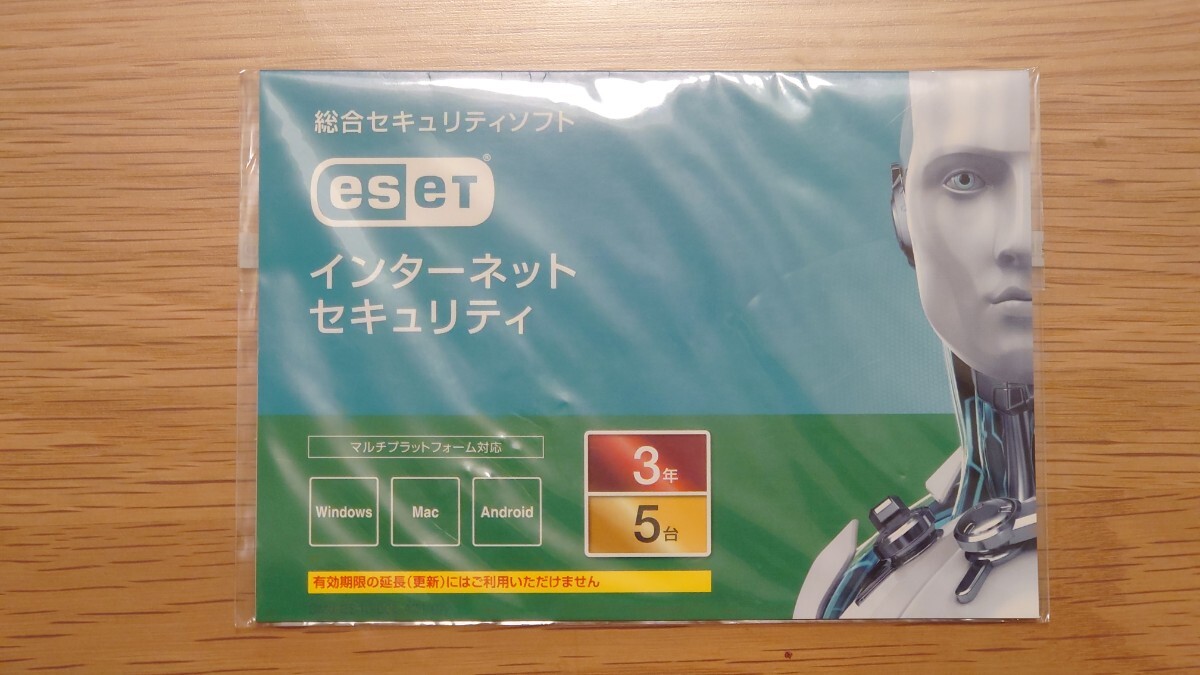 総合セキュリティソフト
eset®
インターネット
セキュリティ
マルチプラットフォーム対応
Windows Mac Android
3年
5台
有効期限の延長(更新)にはご利用いただけません